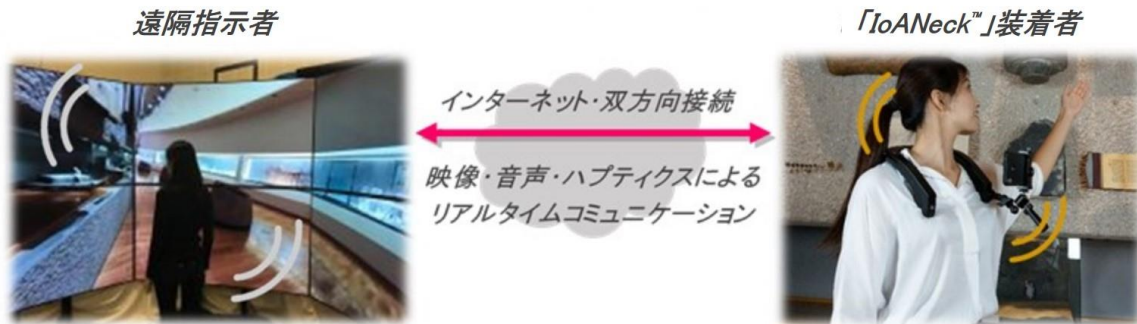 遠隔指示者
「IoANeck™」装着者
インターネット・双方向接続
映像・音声・ハプティクスによる
リアルタイムコミュニケーション